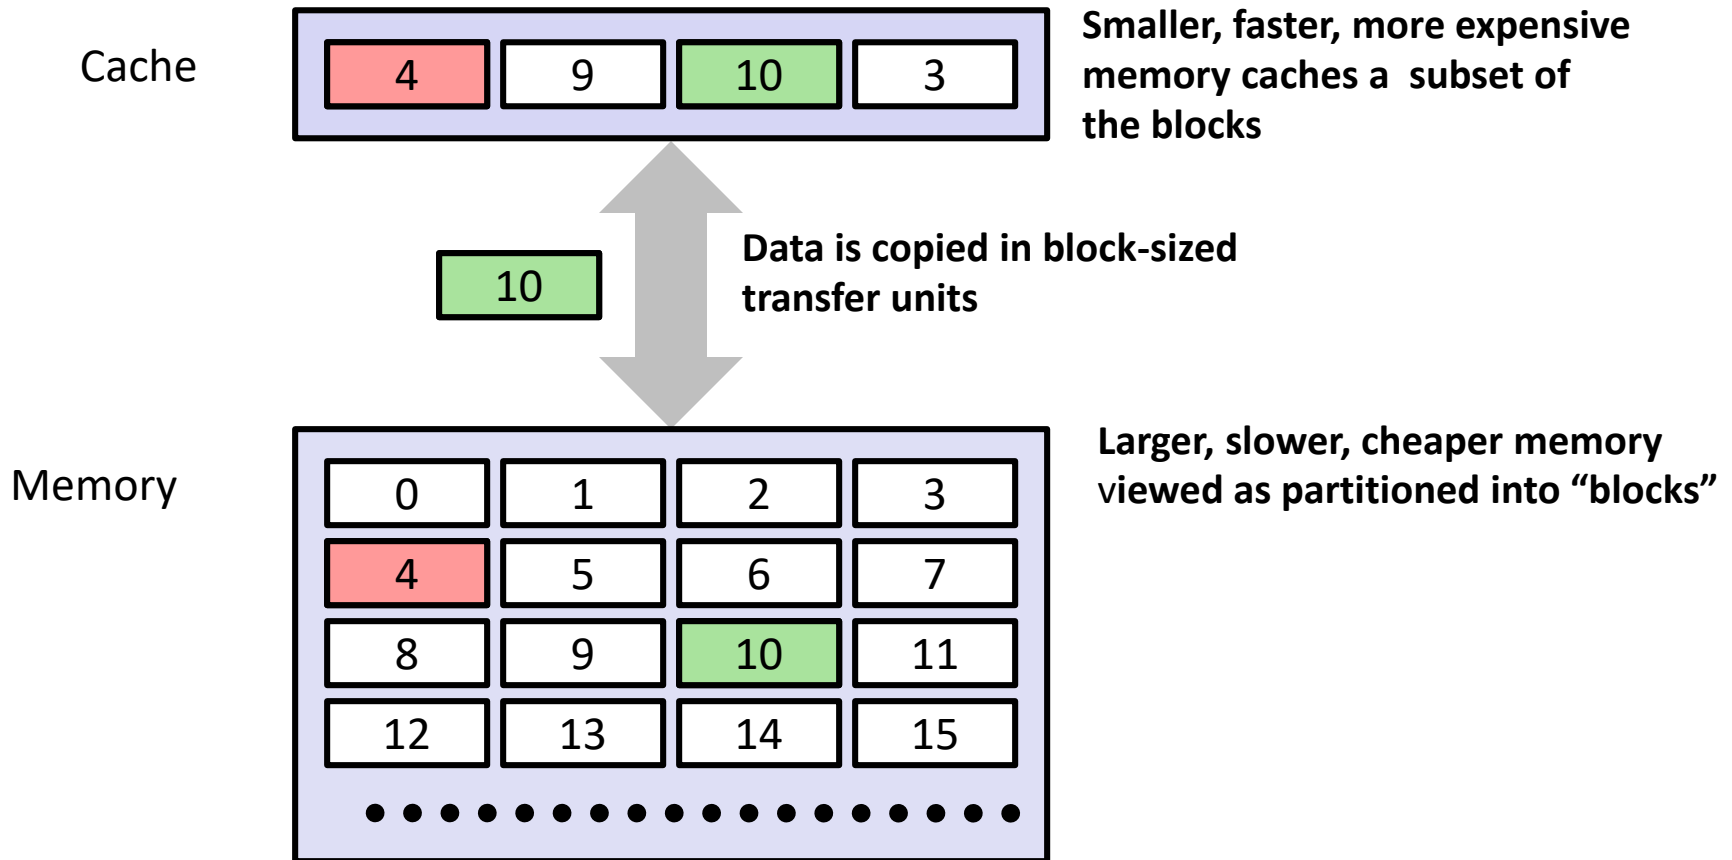 Cache
4 9 10 3
Smaller, faster, more expensive
memory caches a  subset of
the blocks
10
Data is copied in block-sized
transfer units
Memory
Larger, slower, cheaper memory
viewed as partitioned into “blocks”
0 1 2 3
4 5 6 7
8 9 10 11
12 13 14 15